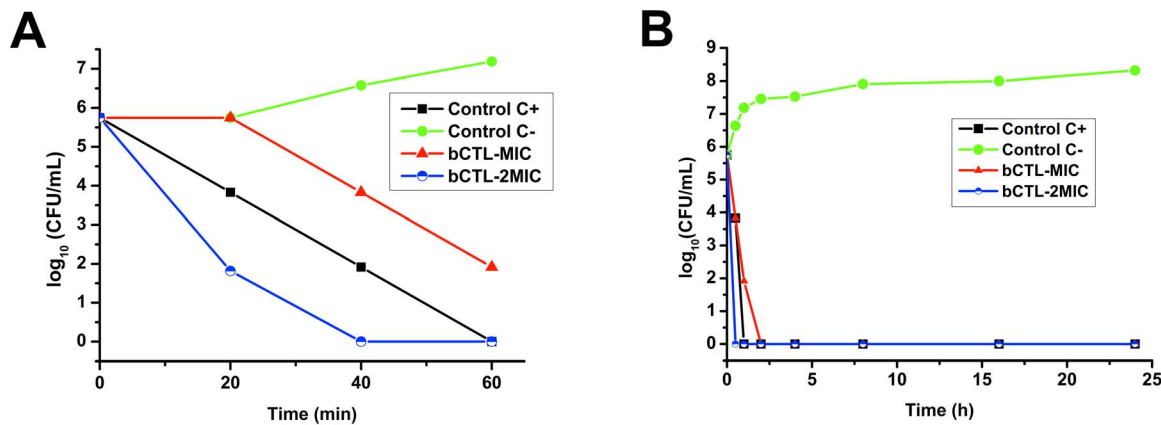 A
log10 (CFU/mL)
7
6
5
4
3
2
1
0
0 20 40 60
Time (min)
Control C+
Control C-
bCTL-MIC
bCTL-2MIC
B
log10(CFU/mL)
9
8
7
6
5
4
3
2
1
0
0 5 10 15 20 25
Time (h)
Control C+
Control C-
bCTL-MIC
bCTL-2MIC